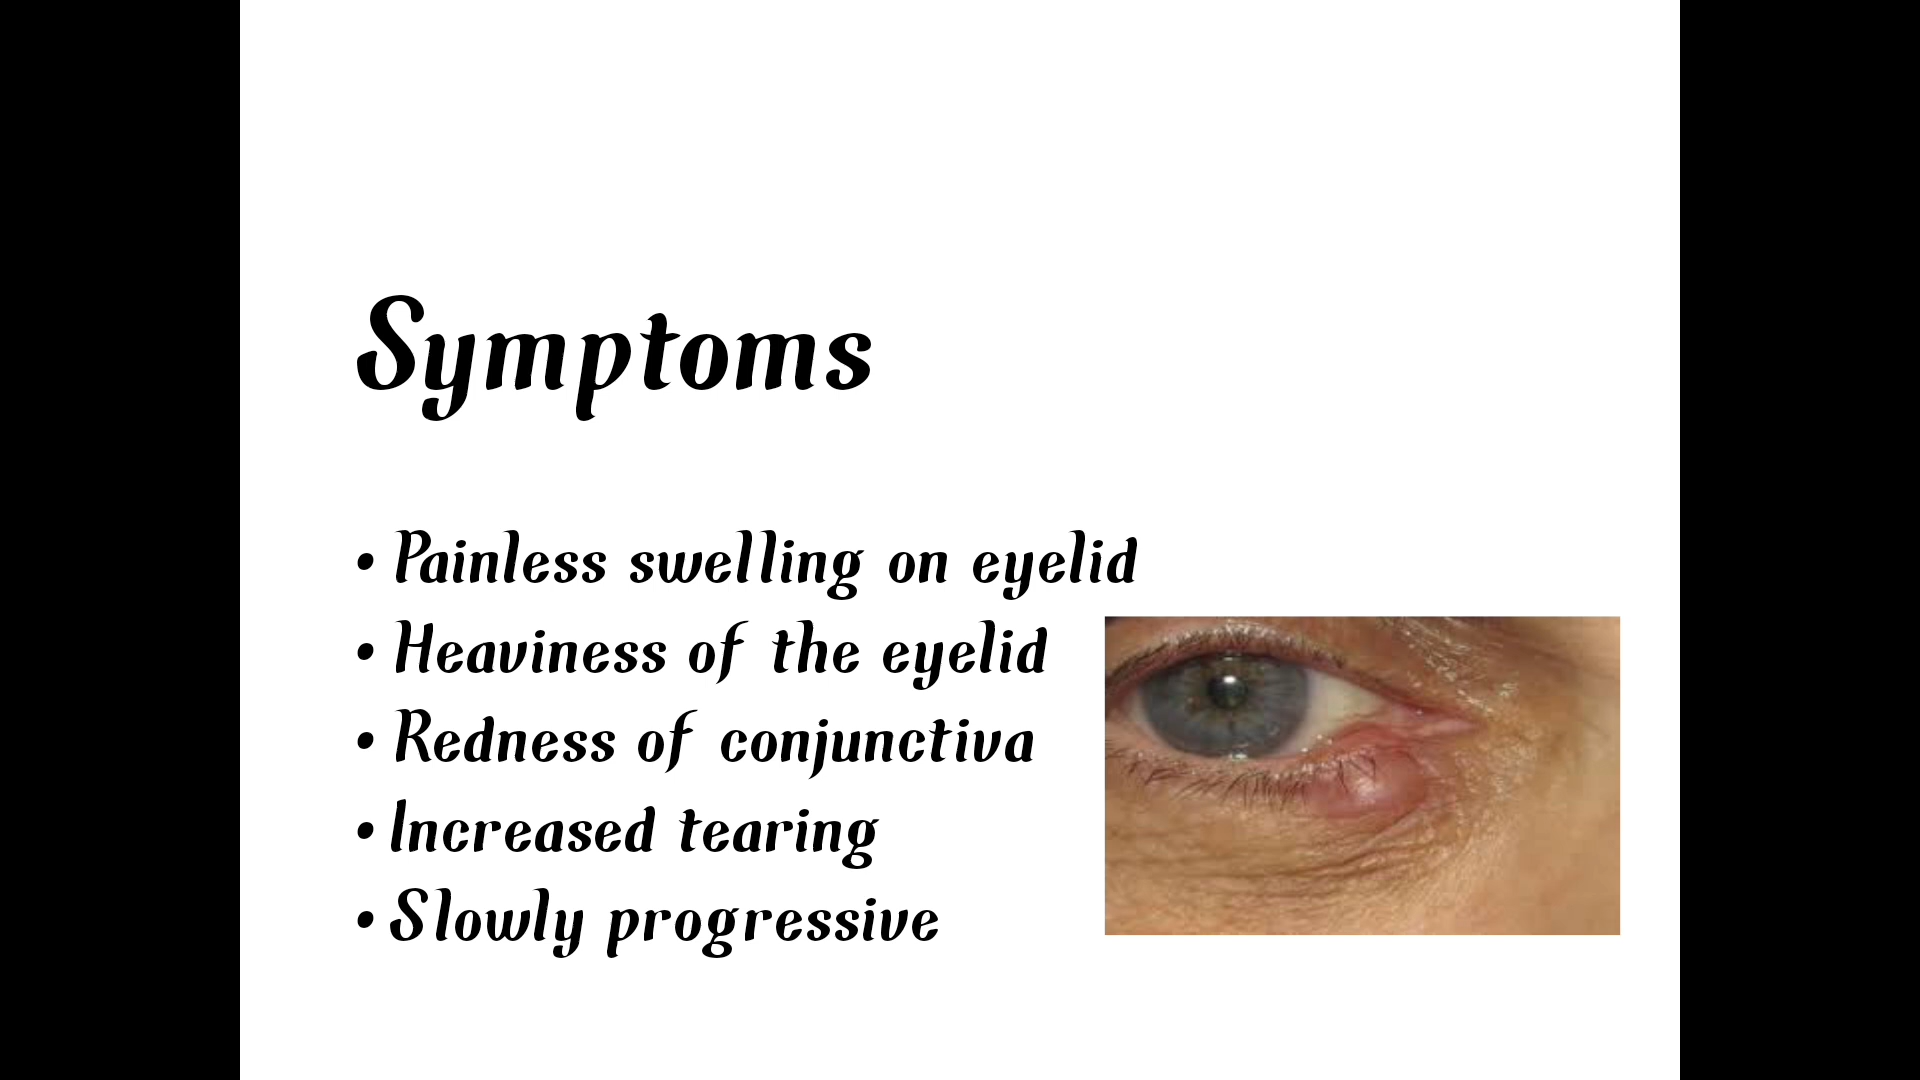 Symptoms
• Painless swelling on eyelid
• Heaviness of the eyelid
• Redness of conjunctiva
• Increased tearing
• Slowly progressive